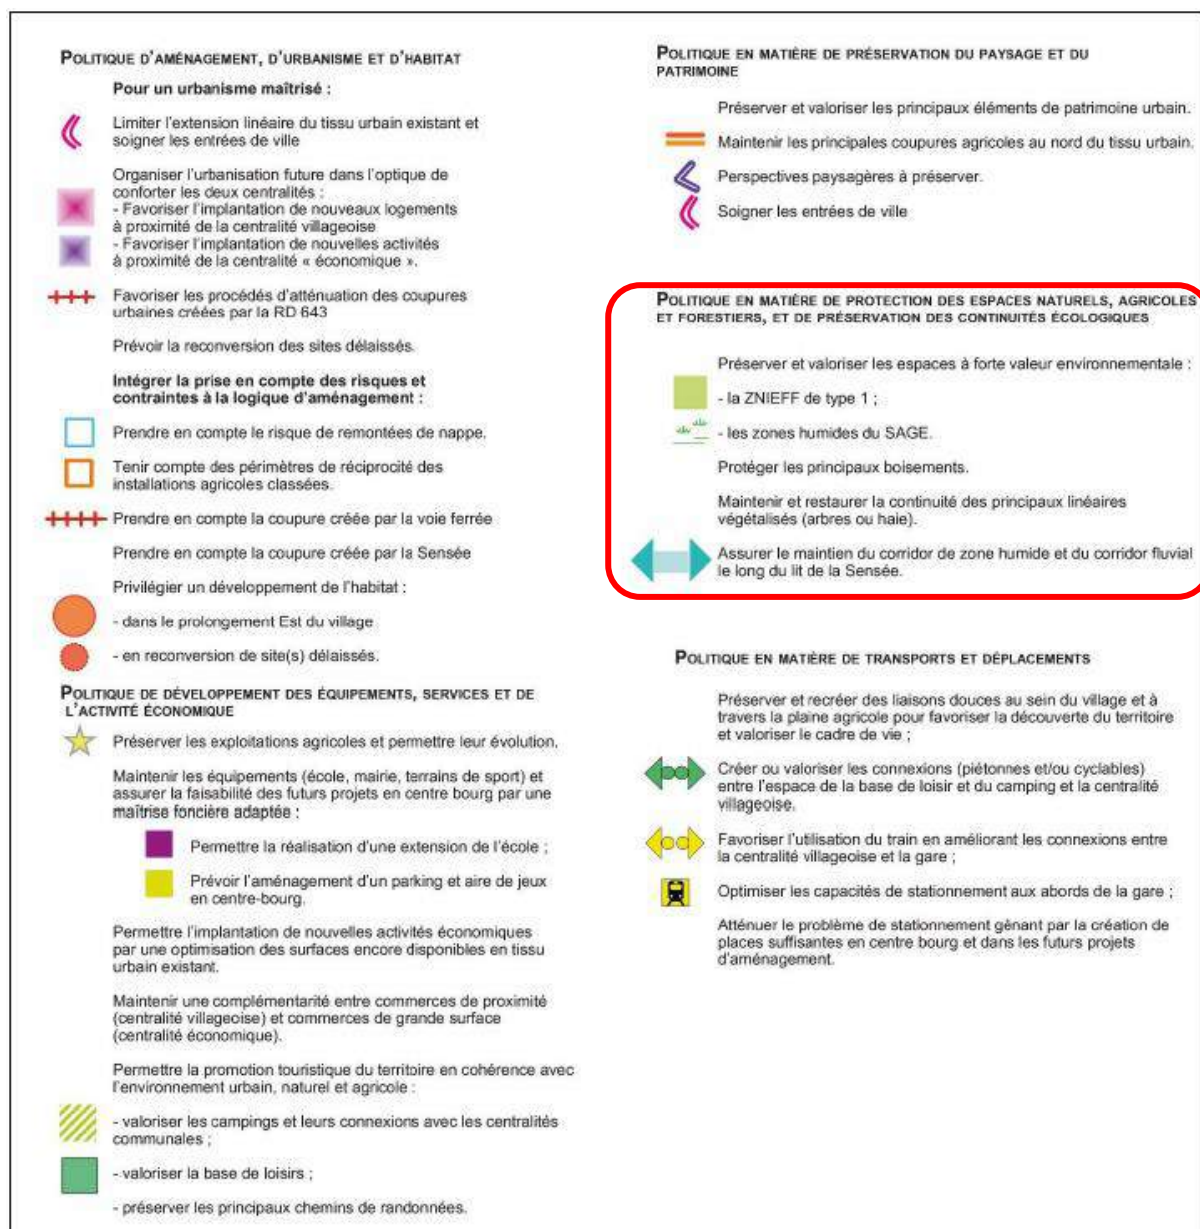 POLITIQUE D'AMÉNAGEMENT, D'URBANISME ET D'HABITAT
Pour un urbanisme maîtrisé :
Limiter l'extension linéaire du tissu urbain existant et
soigner les entrées de ville
Organiser l'urbanisation future dans l'optique de
conforter les deux centralités :
- Favoriser l'implantation de nouveaux logements
à proximité de la centralité villageoise
- Favoriser l'implantation de nouvelles activités
à proximité de la centralité « économique ».
Favoriser les procédés d'atténuation des coupures
urbaines créées par la RD 643
Prévoir la reconversion des sites délaissés.
Intégrer la prise en compte des risques et
contraintes à la logique d'aménagement :
Prendre en compte le risque de remontées de nappe.
Tenir compte des périmètres de réciprocité des
installations agricoles classées.
Prendre en compte la coupure créée par la voie ferrée
Prendre en compte la coupure créée par la Sensée
Privilégier un développement de l'habitat :
- dans le prolongement Est du village
- en reconversion de site(s) délaissés.
POLITIQUE DE DÉVELOPPEMENT DES ÉQUIPEMENTS, SERVICES ET DE
L'ACTIVITÉ ÉCONOMIQUE
Préserver les exploitations agricoles et permettre leur évolution.
Maintenir les équipements (école, mairie, terrains de sport) et
assurer la faisabilité des futurs projets en centre bourg par une
maîtrise foncière adaptée :
Permettre la réalisation d'une extension de l'école ;
Prévoir l'aménagement d'un parking et aire de jeux
en centre-bourg.
Permettre l'implantation de nouvelles activités économiques
par une optimisation des surfaces encore disponibles en tissu
urbain existant.
Maintenir une complémentarité entre commerces de proximité
(centralité villageoise) et commerces de grande surface
(centralité économique).
Permettre la promotion touristique du territoire en cohérence avec
l'environnement urbain, naturel et agricole :
- valoriser les campings et leurs connexions avec les centralités
communales ;
- valoriser la base de loisirs ;
- préserver les principaux chemins de randonnées.
POLITIQUE EN MATIÈRE DE PRÉSERVATION DU PAYSAGE ET DU
PATRIMOINE
Préserver et valoriser les principaux éléments de patrimoine urbain.
Maintenir les principales coupures agricoles au nord du tissu urbain.
Perspectives paysagères à préserver.
Soigner les entrées de ville
POLITIQUE EN MATIÈRE DE PROTECTION DES ESPACES NATURELS, AGRICOLES
ET FORESTIERS, ET DE PRÉSERVATION DES CONTINUITÉS ÉCOLOGIQUES
Préserver et valoriser les espaces à forte valeur environnementale :
- la ZNIEFF de type 1 ;
- les zones humides du SAGE.
Protéger les principaux boisements.
Maintenir et restaurer la continuité des principaux linéaires
végétalisés (arbres ou haie).
Assurer le maintien du corridor de zone humide et du corridor fluvial
le long du lit de la Sensée.
POLITIQUE EN MATIÈRE DE TRANSPORTS ET DÉPLACEMENTS
Préserver et recréer des liaisons douces au sein du village et à
travers la plaine agricole pour favoriser la découverte du territoire
et valoriser le cadre de vie ;
Créer ou valoriser les connexions (piétonnes et/ou cyclables)
entre l'espace de la base de loisir et du camping et la centralité
villageoise.
Favoriser l'utilisation du train en améliorant les connexions entre
la centralité villageoise et la gare ;
Optimiser les capacités de stationnement aux abords de la gare ;
Atténuer le problème de stationnement gênant par la création de
places suffisantes en centre bourg et dans les futurs projets
d'aménagement.